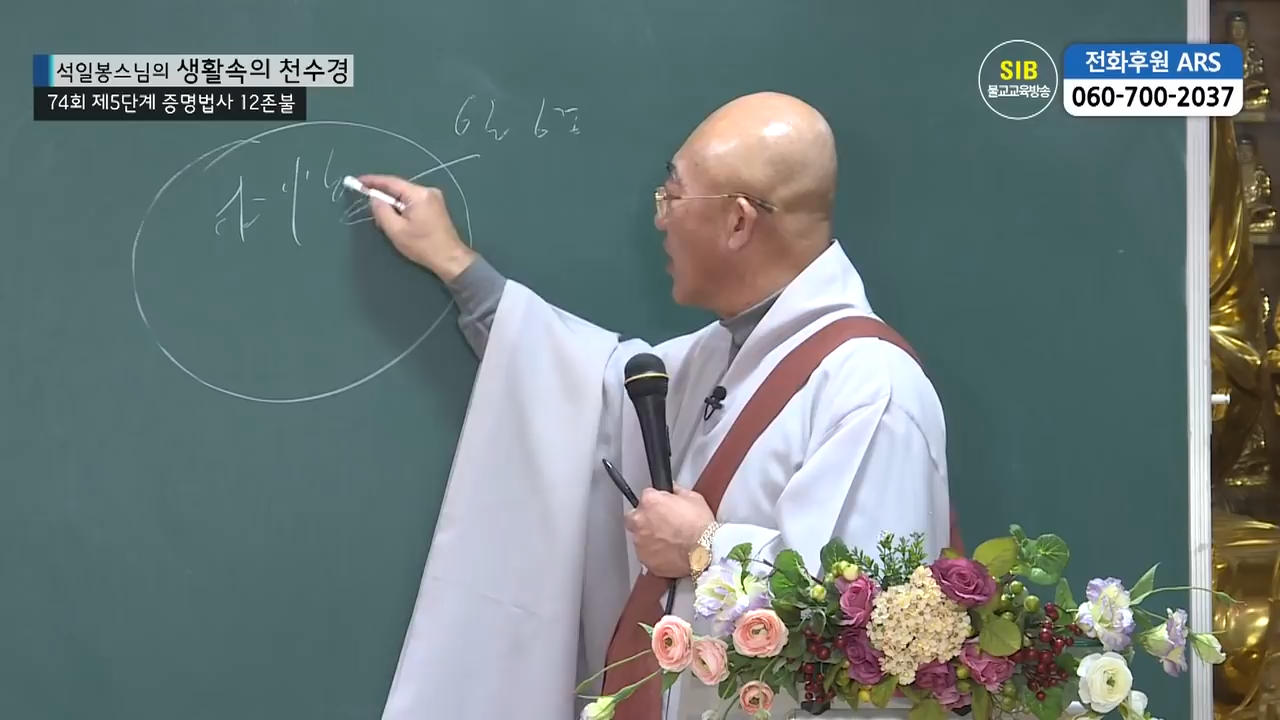 석일봉스님의 생활속의 천수경
74회 제5단계 증명법사 12존불
SIB
불교교육방송
전화후원 ARS
060-700-2037